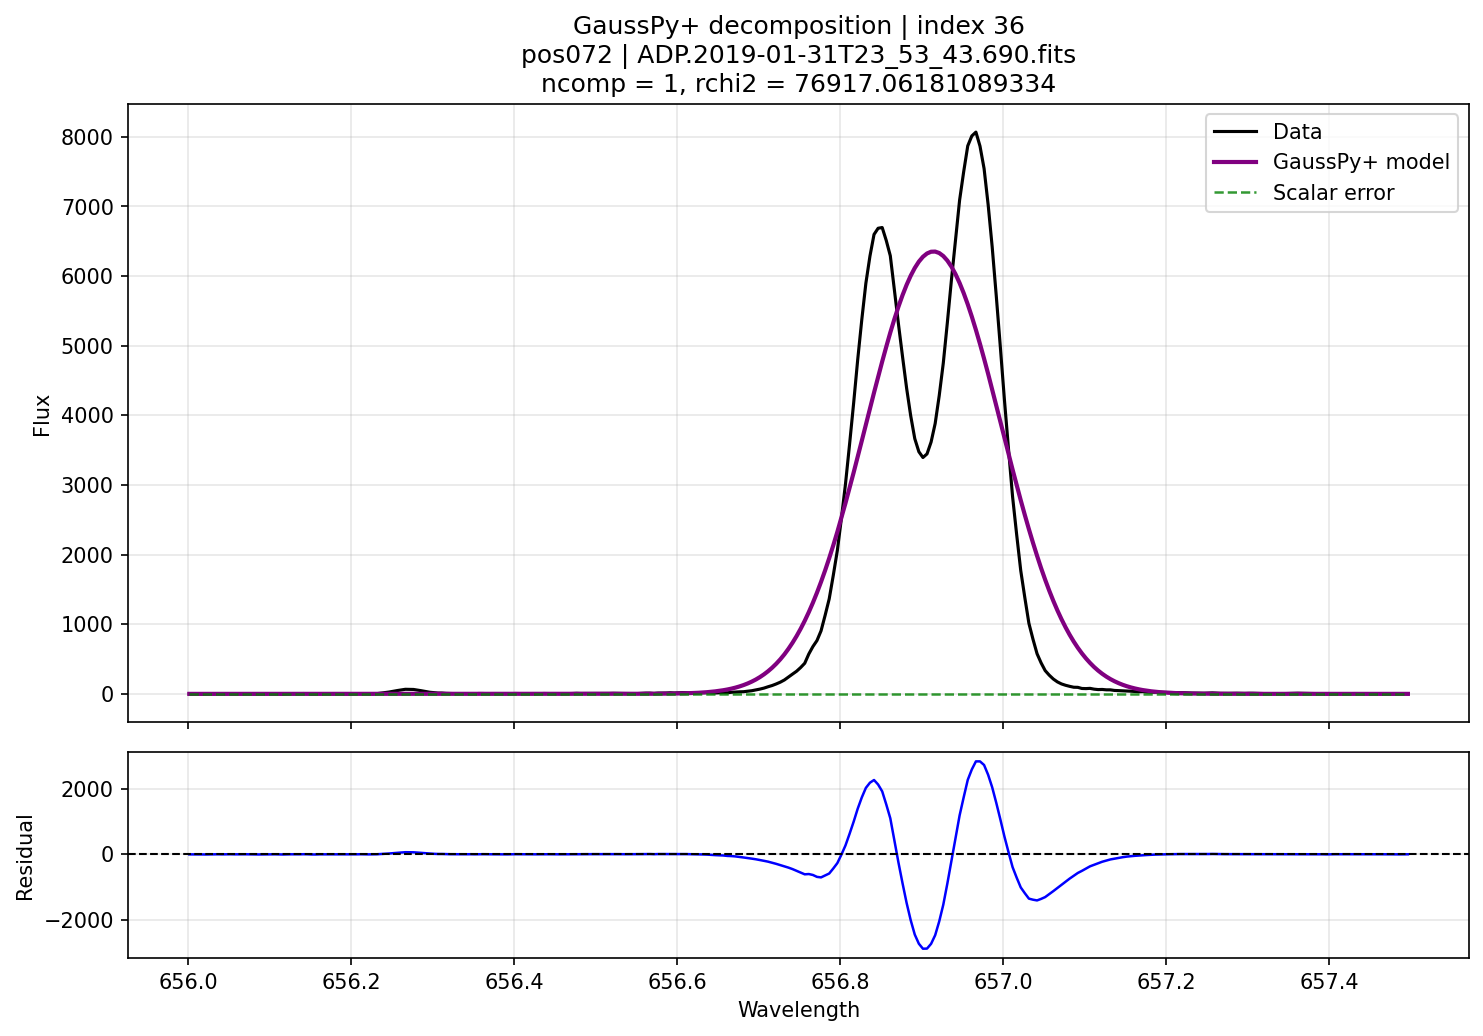 GaussPy+ decomposition | index 36
pos072 | ADP.2019-01-31T23_53_43.690.fits
ncomp = 1, rchi2 = 76917.06181089334
Data
GaussPy+ model
Scalar error
8000
7000
6000
5000
4000
3000
2000
1000
0
Flux
2000
0
−2000
Residual
656.0
656.2
656.4
656.6
656.8
657.0
657.2
657.4
Wavelength